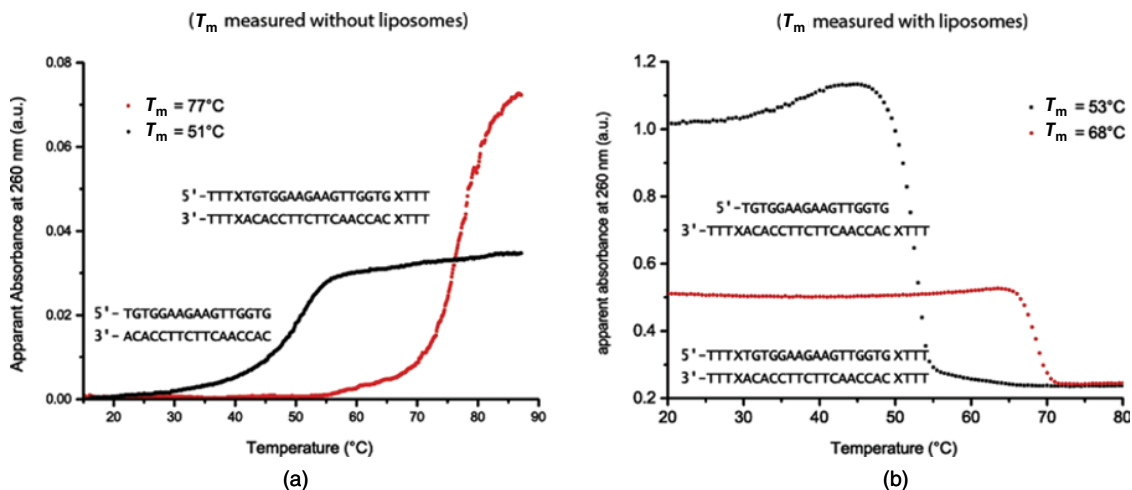 (Tm measured without liposomes)
Apparant Absorbance at 260 nm (a.u.)
0.08
0.06
0.04
0.02
0.00
Tm = 77°C
Tm = 51°C
5'-TTTXTGTGGAAGAAGTTGGTG XTTT
3'-TTTXACACCTTCTTCAACCAC XTTT
5'- TGTGGAAGAAGTTGGTG
3'- ACACCTTCTTCAACCAC
20 30 40 50 60 70 80 90
Temperature (°C)
(a)
(Tm measured with liposomes)
apparent absorbance at 260 nm (a.u.)
1.2
1.0
0.8
0.6
0.4
0.2
Tm = 53°C
Tm = 68°C
5'-TGTGGAAGAAGTTGGTG
3'-TTTXACACCTTCTTCAACCAC XTTT
5'-TTTXTGTGGAAGAAGTTGGTG XTTT
3'-TTTXACACCTTCTTCAACCAC XTTT
20 30 40 50 60 70 80
Temperature (°C)
(b)